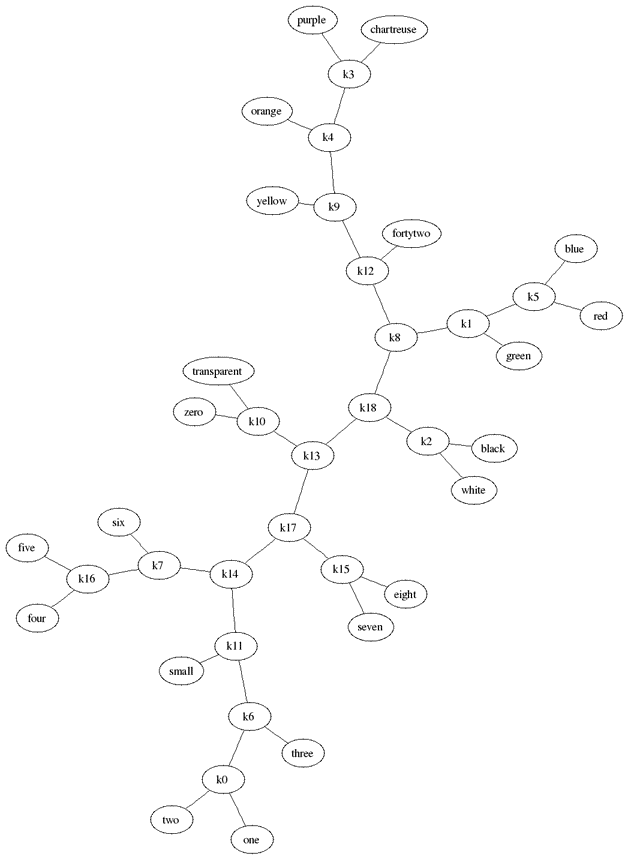 purple
chartreuse
k3
orange
k4
yellow
k9
fortytwo
k12
blue
k5
red
k1
k8
green
transparent
zero
k10
k18
k2
black
k13
white
six
k17
five
k7
k16
k14
k15
eight
four
seven
k11
small
k6
three
k0
two
one